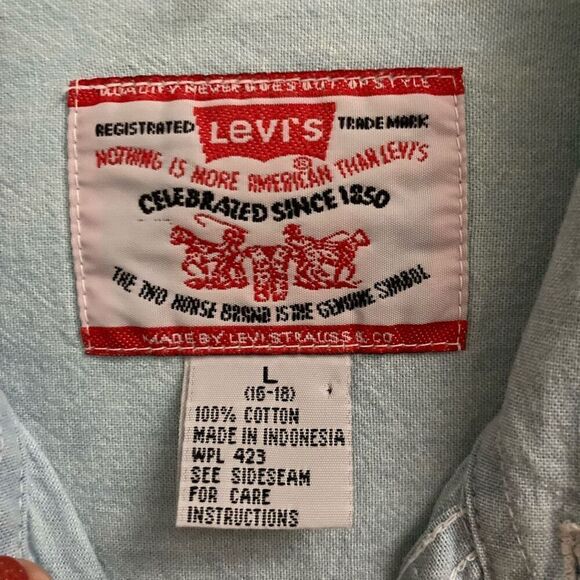 QUALITY NEVER GOES OUT OF STYLE
REGISTRATED LEVI'S TRADE MARK
®
NOTHING IS MORE AMERICAN THAN LEVI'S
CELEBRATED SINCE 1850
THE TWO HORSE BRAND IS THE GENUINE SYMBOL
MADE BY LEVI STRAUSS & CO
L
(16-18)
100% COTTON
MADE IN INDONESIA
WPL 423
SEE SIDESEAM
FOR CARE
INSTRUCTIONS